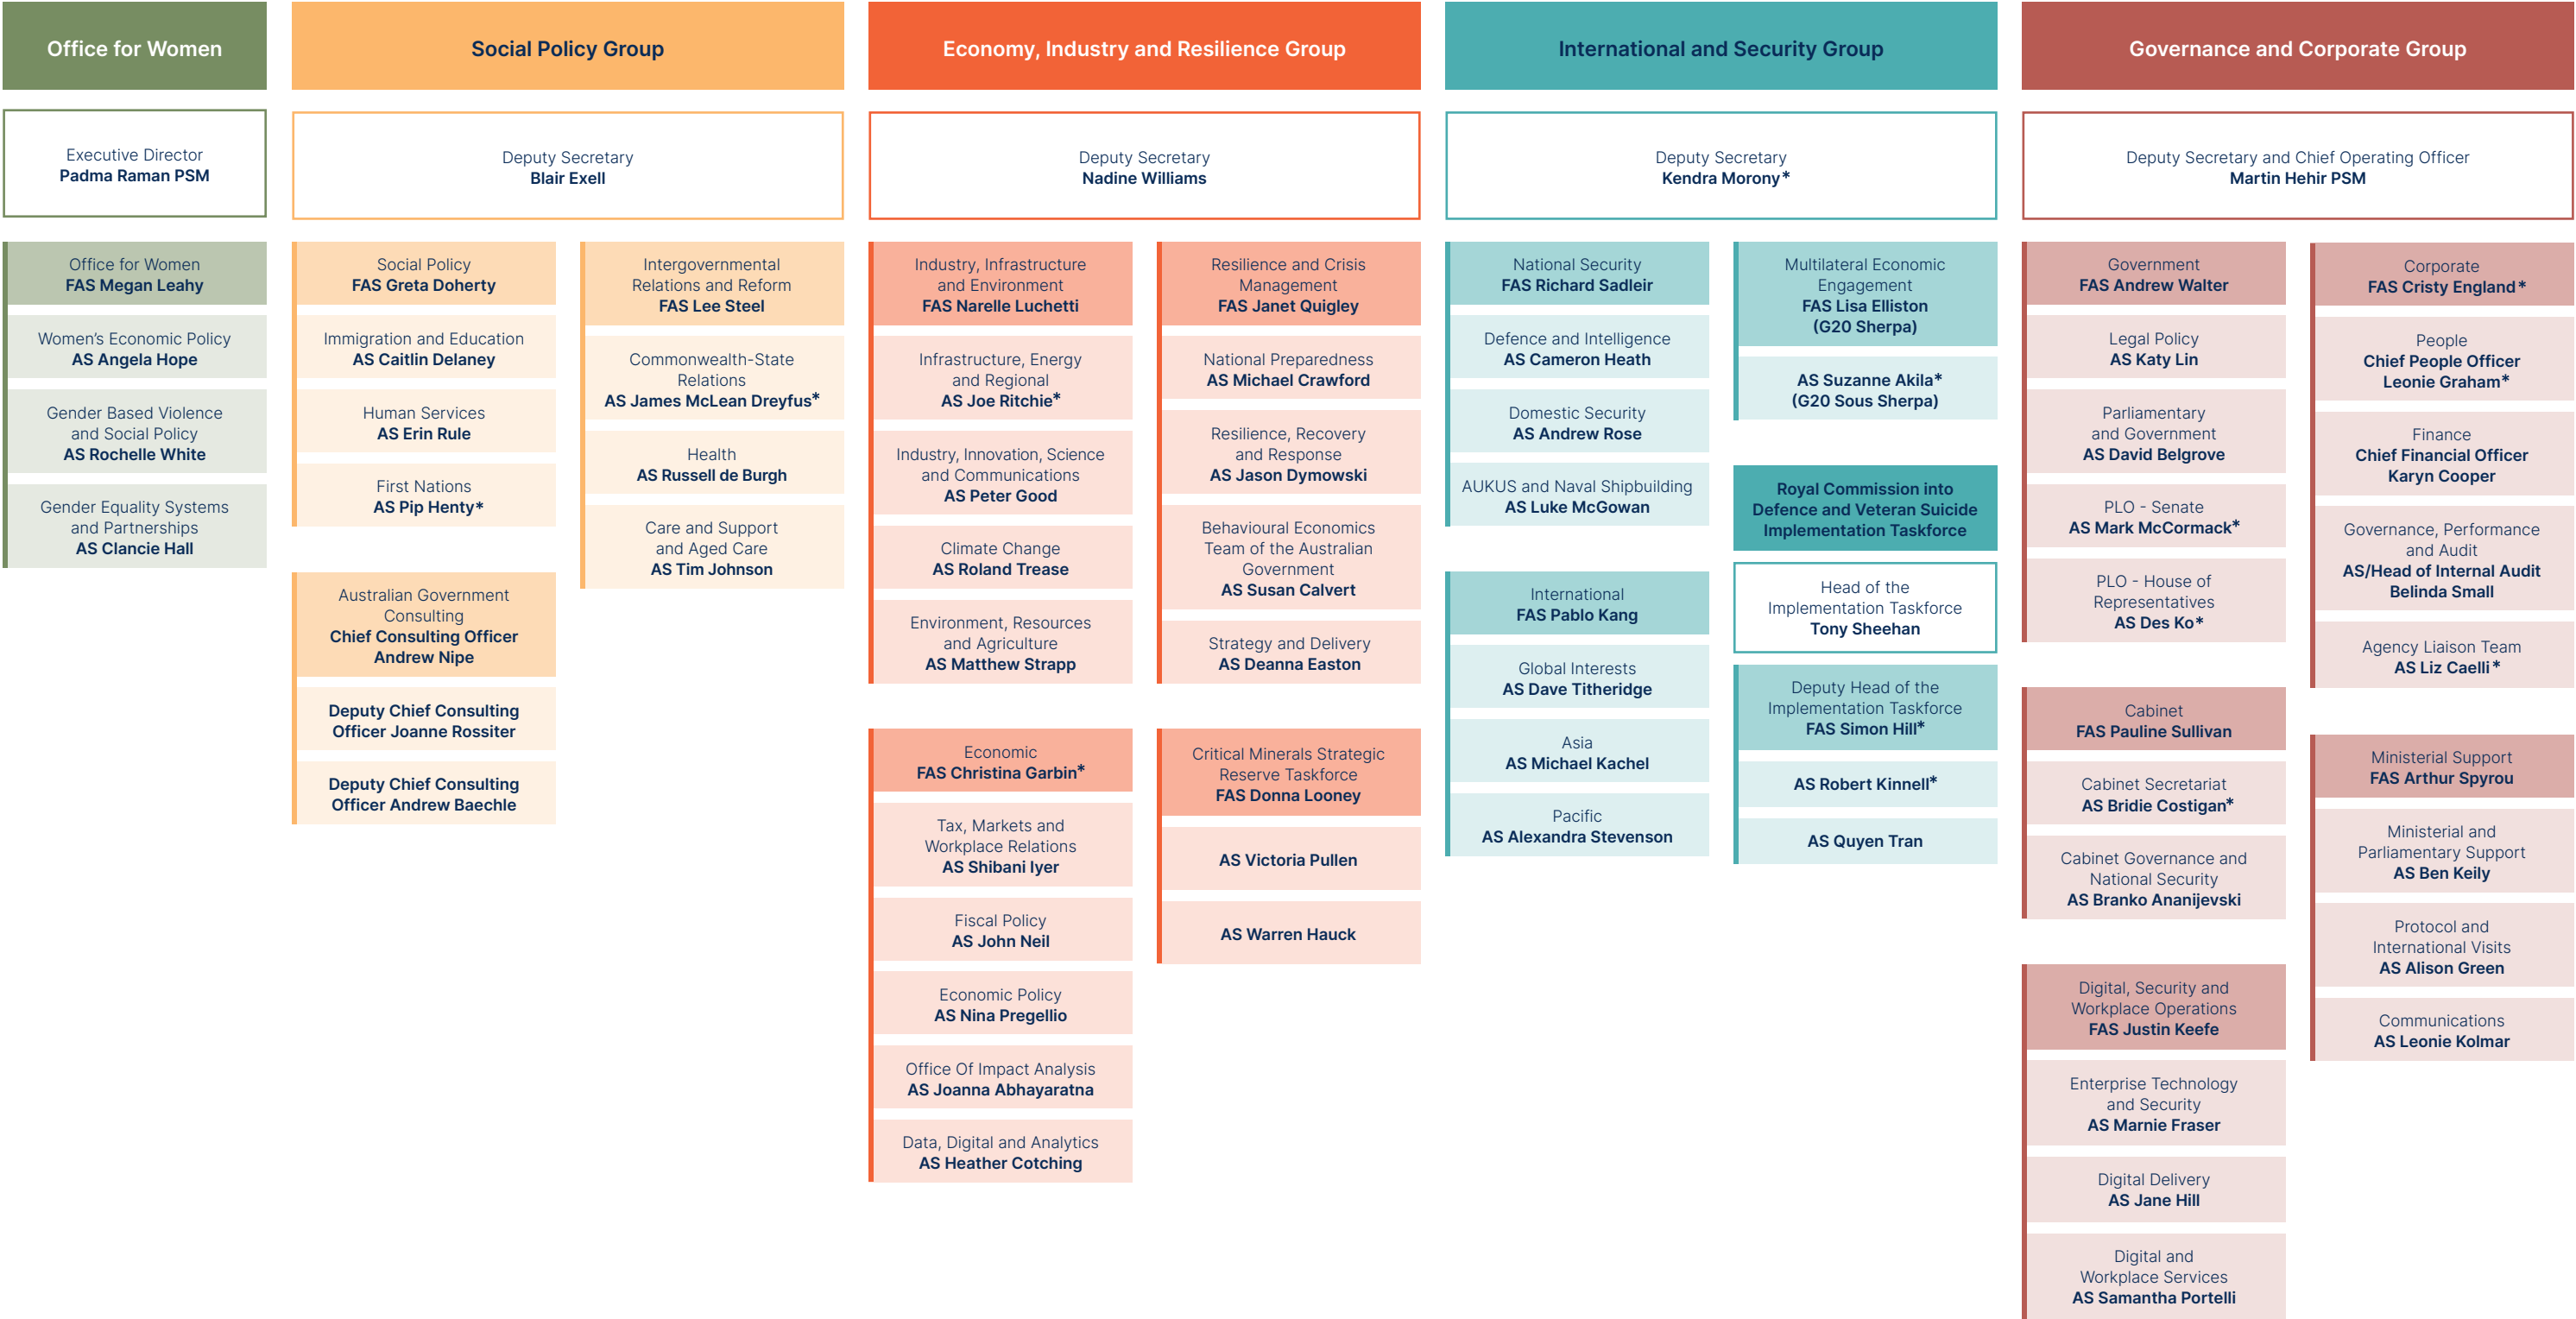 Office for Women
Executive Director
Padma Raman PSM
Office for Women
FAS Megan Leahy
Women's Economic Policy
AS Angela Hope
Gender Based Violence
and Social Policy
AS Rochelle White
Gender Equality Systems
and Partnerships
AS Clancie Hall
Social Policy Group
Deputy Secretary
Blair Exell
Social Policy
FAS Greta Doherty
Immigration and Education
AS Caitlin Delaney
Human Services
AS Erin Rule
First Nations
AS Pip Henty*
Australian Government
Consulting
Chief Consulting Officer
Andrew Nipe
Deputy Chief Consulting
Officer Joanne Rossiter
Deputy Chief Consulting
Officer Andrew Baechle
Intergovernmental
Relations and Reform
FAS Lee Steel
Commonwealth-State
Relations
AS James McLean Dreyfus*
Health
AS Russell de Burgh
Care and Support
and Aged Care
AS Tim Johnson
Economy, Industry and Resilience Group
Deputy Secretary
Nadine Williams
Industry, Infrastructure
and Environment
FAS Narelle Luchetti
Infrastructure, Energy
and Regional
AS Joe Ritchie*
Industry, Innovation, Science
and Communications
AS Peter Good
Climate Change
AS Roland Trease
Environment, Resources
and Agriculture
AS Matthew Strapp
Economic
FAS Christina Garbin*
Tax, Markets and
Workplace Relations
AS Shibani Iyer
Fiscal Policy
AS John Neil
Economic Policy
AS Nina Pregellio
Office Of Impact Analysis
AS Joanna Abhayaratna
Data, Digital and Analytics
AS Heather Cotching
Resilience and Crisis
Management
FAS Janet Quigley
National Preparedness
AS Michael Crawford
Resilience, Recovery
and Response
AS Jason Dymowski
Behavioural Economics
Team of the Australian
Government
AS Susan Calvert
Strategy and Delivery
AS Deanna Easton
Critical Minerals Strategic
Reserve Taskforce
FAS Donna Looney
AS Victoria Pullen
AS Warren Hauck
International and Security Group
Deputy Secretary
Kendra Morony*
National Security
FAS Richard Sadleir
Defence and Intelligence
AS Cameron Heath
Domestic Security
AS Andrew Rose
AUKUS and Naval Shipbuilding
AS Luke McGowan
International
FAS Pablo Kang
Global Interests
AS Dave Titheridge
Asia
AS Michael Kachel
Pacific
AS Alexandra Stevenson
Multilateral Economic
Engagement
FAS Lisa Elliston
(G20 Sherpa)
AS Suzanne Akila*
(G20 Sous Sherpa)
Royal Commission into
Defence and Veteran Suicide
Implementation Taskforce
Head of the
Implementation Taskforce
Tony Sheehan
Deputy Head of the
Implementation Taskforce
FAS Simon Hill*
AS Robert Kinnell*
AS Quyen Tran
Governance and Corporate Group
Deputy Secretary and Chief Operating Officer
Martin Hehir PSM
Government
FAS Andrew Walter
Legal Policy
AS Katy Lin
Parliamentary
and Government
AS David Belgrove
PLO - Senate
AS Mark McCormack*
PLO - House of
Representatives
AS Des Ko*
Cabinet
FAS Pauline Sullivan
Cabinet Secretariat
AS Bridie Costigan*
Cabinet Governance and
National Security
AS Branko Ananijevski
Digital, Security and
Workplace Operations
FAS Justin Keefe
Enterprise Technology
and Security
AS Marnie Fraser
Digital Delivery
AS Jane Hill
Digital and
Workplace Services
AS Samantha Portelli
Corporate
FAS Cristy England*
People
Chief People Officer
Leonie Graham*
Finance
Chief Financial Officer
Karyn Cooper
Governance, Performance
and Audit
AS/Head of Internal Audit
Belinda Small
Agency Liaison Team
AS Liz Caelli*
Ministerial Support
FAS Arthur Spyrou
Ministerial and
Parliamentary Support
AS Ben Keily
Protocol and
International Visits
AS Alison Green
Communications
AS Leonie Kolmar